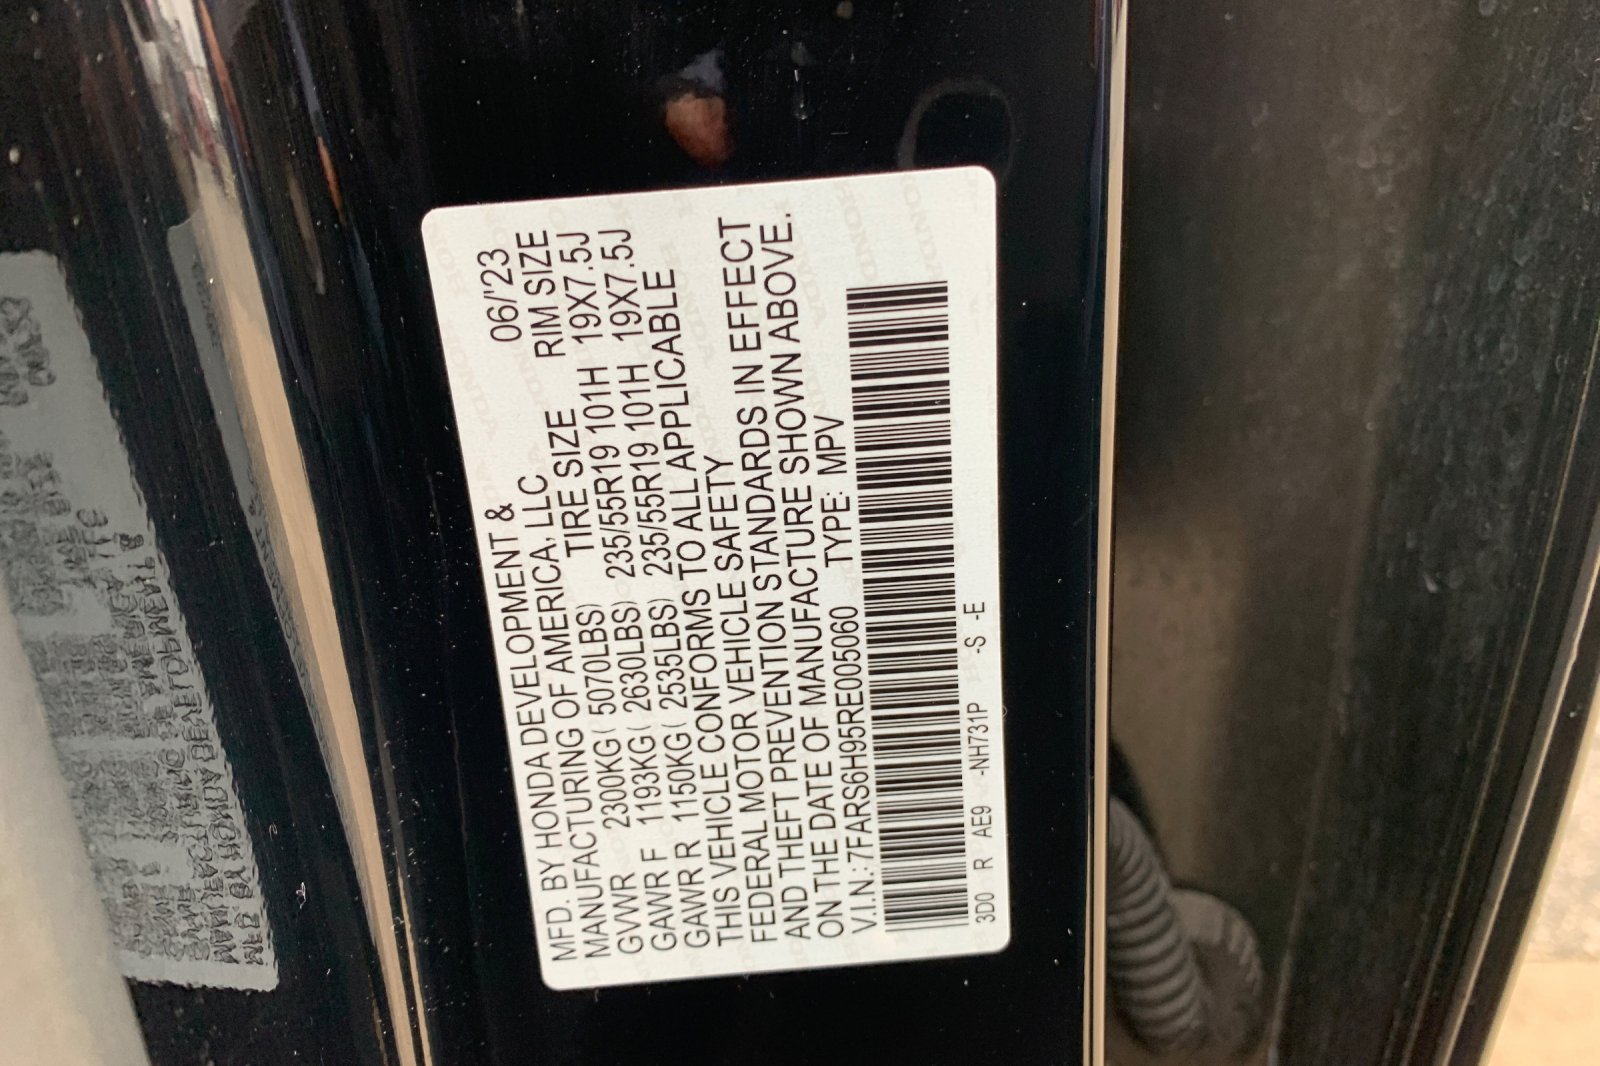 MFD. BY HONDA DEVELOPMENT & 06/'23
MANUFACTURING OF AMERICA, LLC
TIRE SIZE RIM SIZE
GVWR 2300KG( 5070LBS)
GAWR F 1193KG( 2630LBS) 235/55R19 101H 19X7.5J
GAWR R 1150KG( 2535LBS) 235/55R19 101H 19X7.5J
THIS VEHICLE CONFORMS TO ALL APPLICABLE
FEDERAL MOTOR VEHICLE SAFETY
AND THEFT PREVENTION STANDARDS IN EFFECT
ON THE DATE OF MANUFACTURE SHOWN ABOVE.
V.I.N.: 7FARS6H95RE005060 TYPE: MPV
3D0 R AE9 -NH731P -S -E